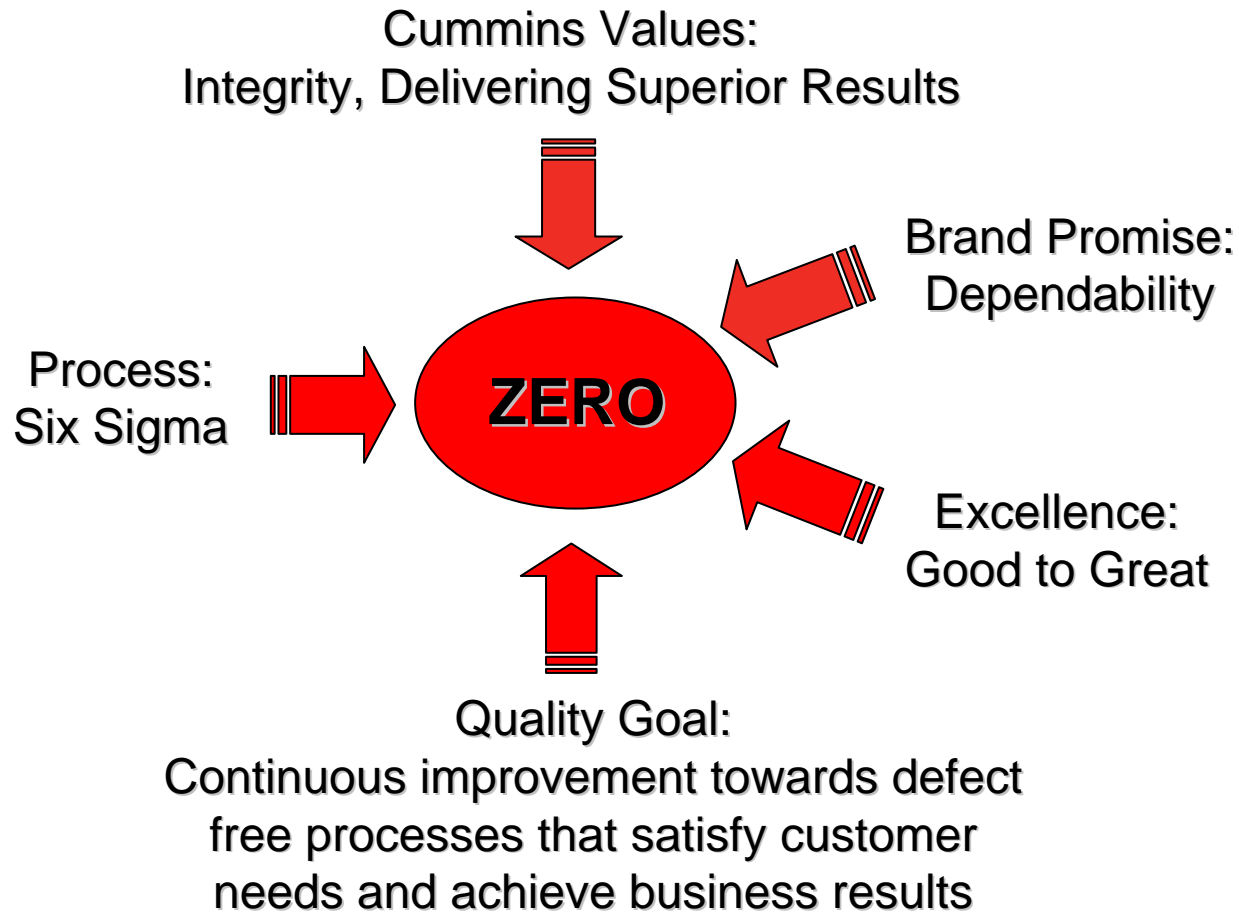 Cummins Values:
Integrity, Delivering Superior Results
Brand Promise:
Dependability
Process:
Six Sigma
ZERO
Excellence:
Good to Great
Quality Goal:
Continuous improvement towards defect
free processes that satisfy customer
needs and achieve business results